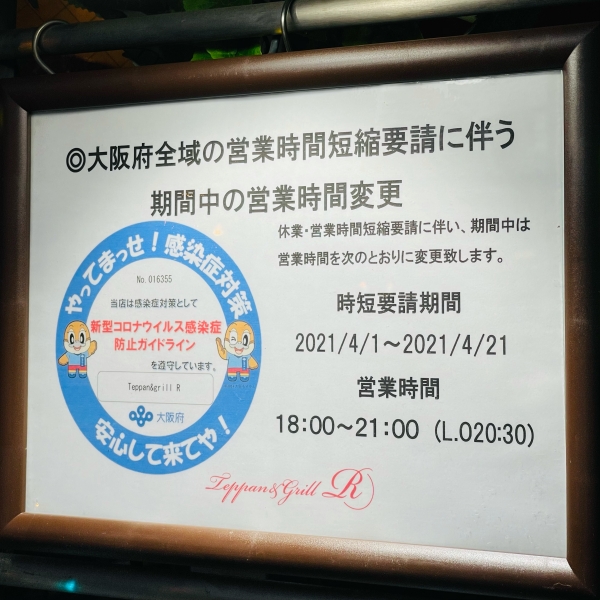 ◎大阪府全域の営業時間短縮要請に伴う
期間中の営業時間変更
休業・営業時間短縮要請に伴い、期間中は
営業時間を次のとおりに変更致します。
時短要請期間
2021/4/1～2021/4/21
営業時間
18:00～21:00 (L.O20:30)
やってまっせ！感染症対策
No. 016355
当店は感染症対策として
新型コロナウイルス感染症
防止ガイドライン
を遵守しています。
Teppan&grill R
大阪府
安心して来てや！
Teppan&Grill R